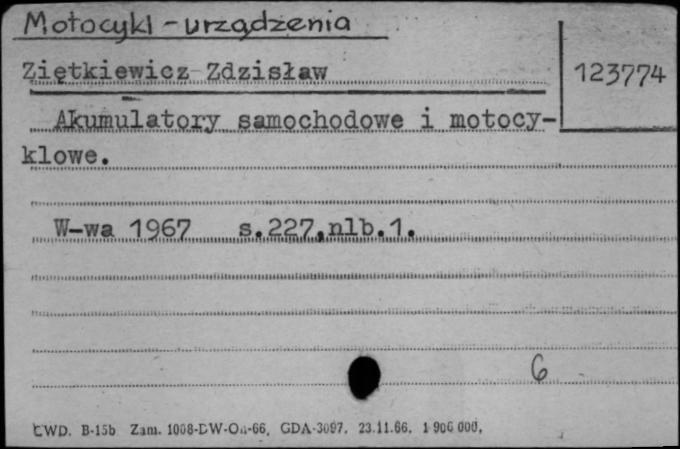 Motocykl - urządzenia
Ziętkiewicz Zdzisław
123774
Akumulatory samochodowe i motocy-
klowe.
W-wa 1967 s.227,nlb.1.
6
CWD. B-15b Zam. 1008-DW-Oa-66. GDA-3097. 23.11.66. 1 900 000.